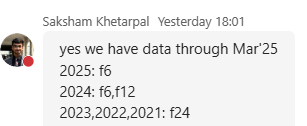 Saksham Khetarpal Yesterday 18:01
yes we have data through Mar'25
2025: f6
2024: f6,f12
2023,2022,2021: f24